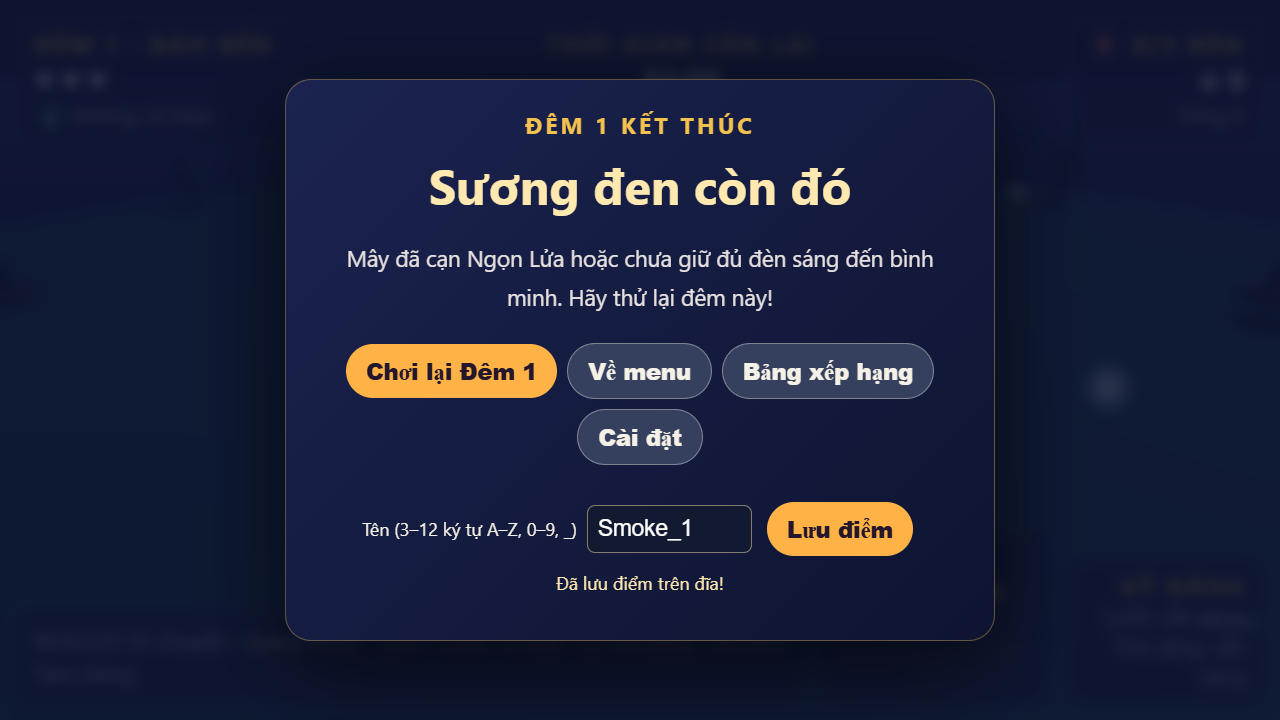 ĐÊM 1 KẾT THÚC
Sương đen còn đó
Mây đã cạn Ngọn Lửa hoặc chưa giữ đủ đèn sáng đến bình
minh. Hãy thử lại đêm này!
Chơi lại Đêm 1 Về menu Bảng xếp hạng
Cài đặt
Tên (3–12 ký tự A–Z, 0–9, _) Smoke_1 Lưu điểm
Đã lưu điểm trên đĩa!